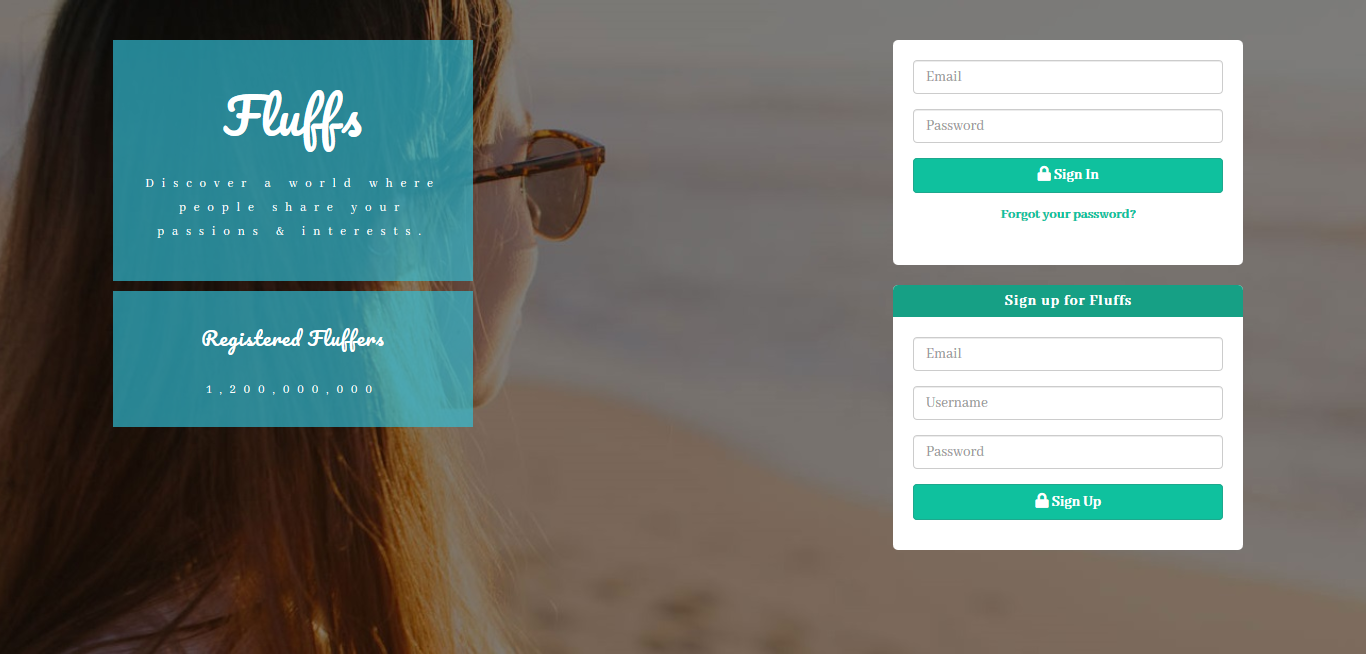 Fluffs
Discover a world where
people share your
passions & interests.
Registered Fluffers
1,200,000,000
Email
Password
Sign In
Forgot your password?
Sign up for Fluffs
Email
Username
Password
Sign Up